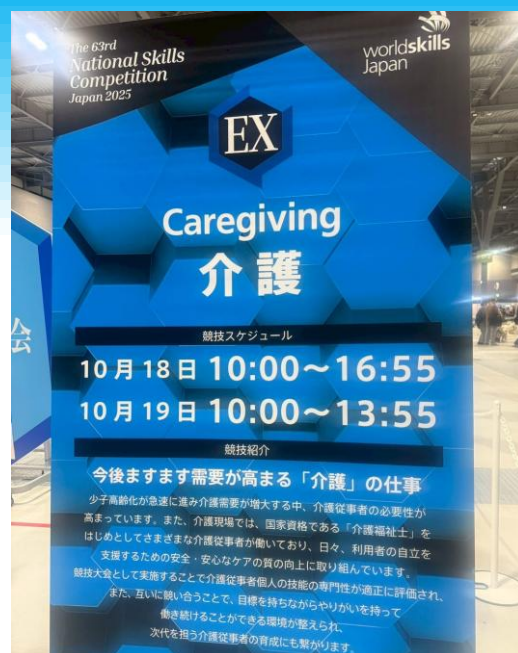 The 63rd
National Skills
Competition
Japan 2025
worldskills
Japan
EX
Caregiving
介護
競技スケジュール
10月18日 10:00～16:55
10月19日 10:00～13:55
競技紹介
今後ますます需要が高まる「介護」の仕事
少子高齢化が急速に進み介護需要が増大する中、介護従事者の必要性が
高まっています。また、介護現場では、国家資格である「介護福祉士」を
はじめとしてさまざまな介護従事者が働いており、日々、利用者の自立を
支援するための安全・安心なケアの質の向上に取り組んでいます。
競技大会として実施することで介護従事者個人の技能の専門性が適正に評価され、
また、互いに競い合うことで、目標を持ちながらやりがいを持って
働き続けることができる環境が整えられ、
次代を担う介護従事者の育成にも繋がります。
会